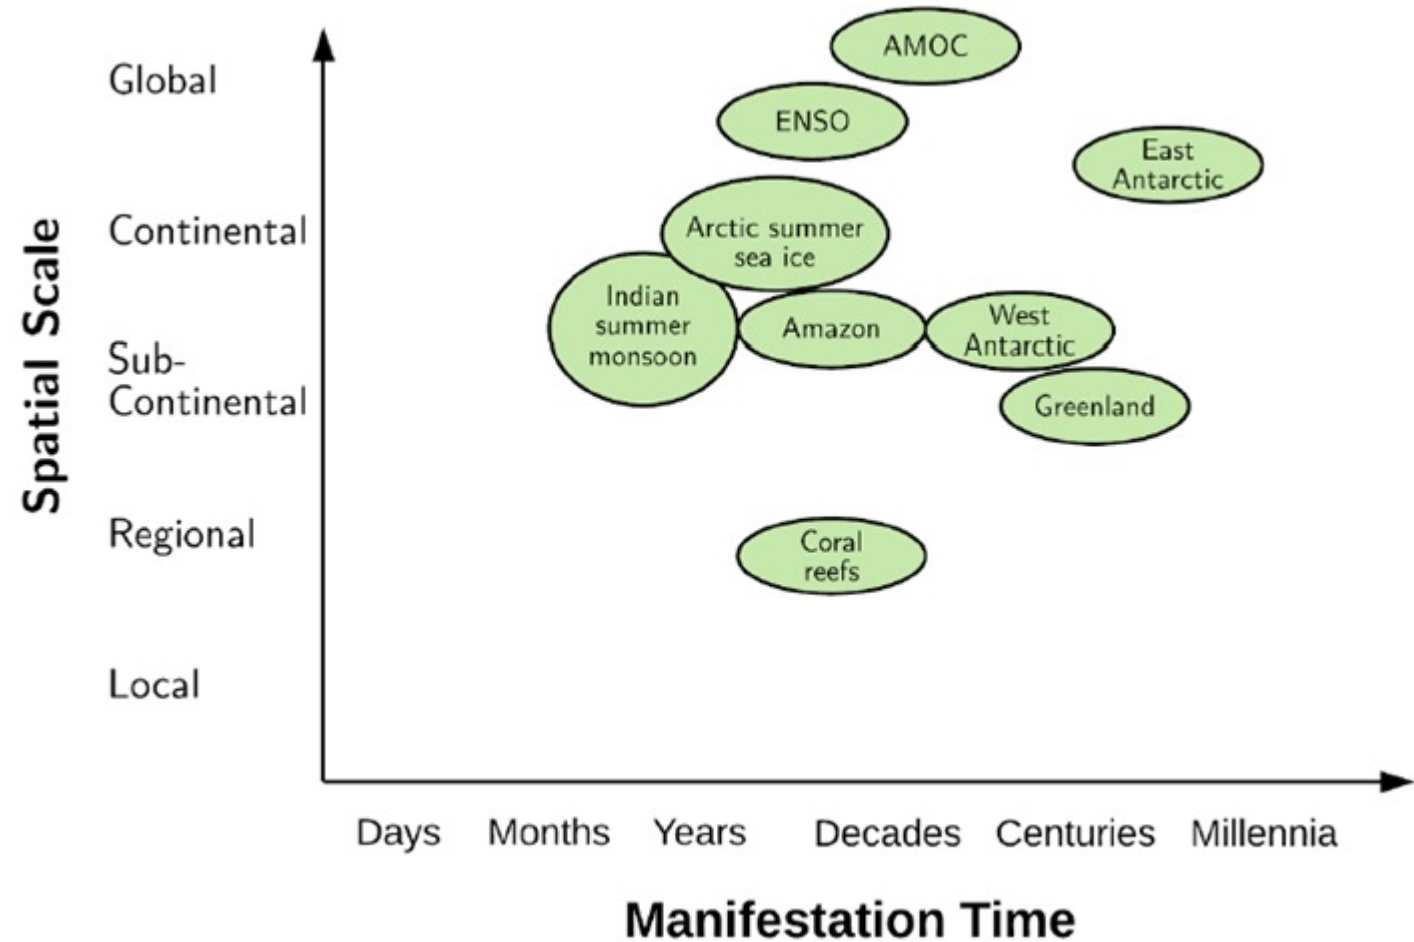 Spatial Scale
Global
Continental
Sub-
Continental
Regional
Local
AMOC
ENSO
East
Antarctic
Arctic summer
sea ice
Indian
summer
monsoon
Amazon
West
Antarctic
Greenland
Coral
reefs
Days Months Years Decades Centuries Millennia
Manifestation Time